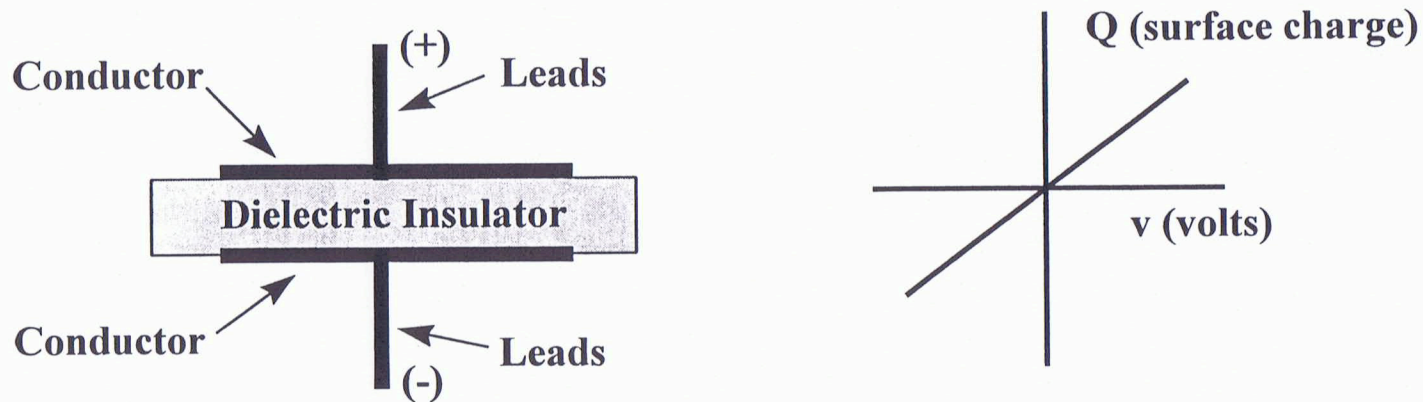 (+)
Conductor
Leads
Dielectric Insulator
Conductor
Leads
(-)
Q (surface charge)
v (volts)